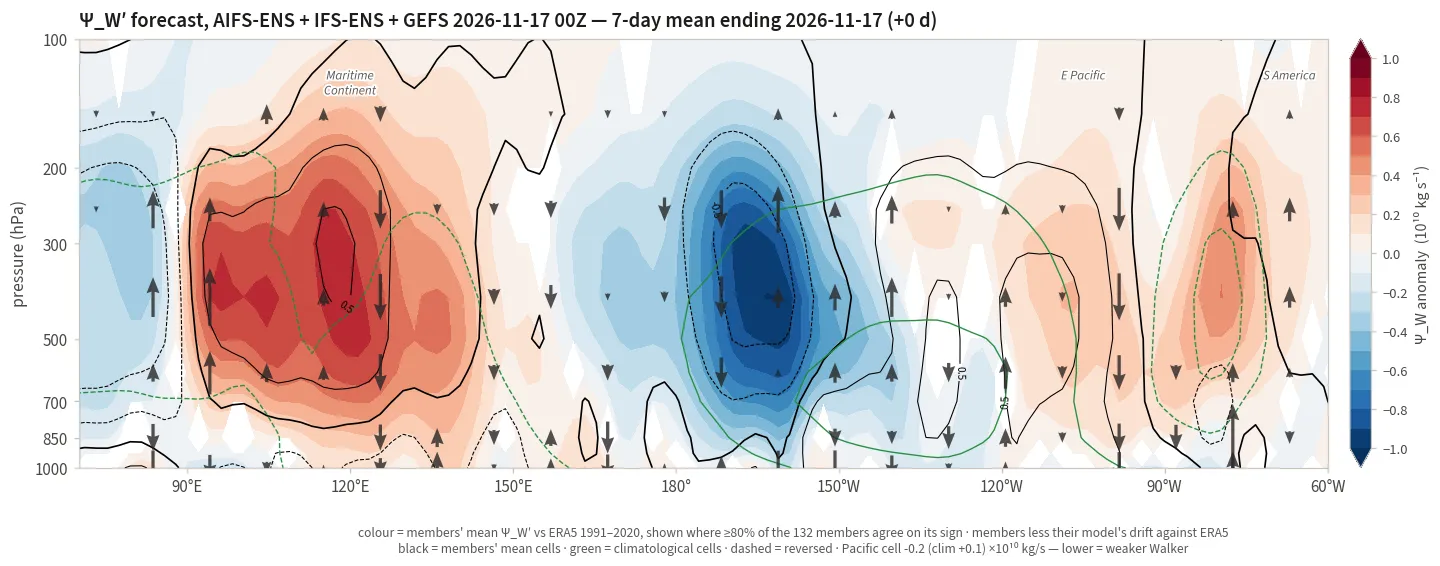 Ψ_W′ forecast, AIFS-ENS + IFS-ENS + GEFS 2026-11-17 00Z — 7-day mean ending 2026-11-17 (+0 d)
100
200
300
500
700
850
1000
pressure (hPa)
Maritime
Continent
E Pacific
S America
0.5
0.5
0.5
90°E
120°E
150°E
180°
150°W
120°W
90°W
60°W
1.0
0.8
0.6
0.4
0.2
0.0
−0.2
−0.4
−0.6
−0.8
−1.0
Ψ_W anomaly (10¹⁰ kg s⁻¹)
colour = members' mean Ψ_W′ vs ERA5 1991–2020, shown where ≥80% of the 132 members agree on its sign · members less their model's drift against ERA5
black = members' mean cells · green = climatological cells · dashed = reversed · Pacific cell -0.2 (clim +0.1) ×10¹⁰ kg/s — lower = weaker Walker